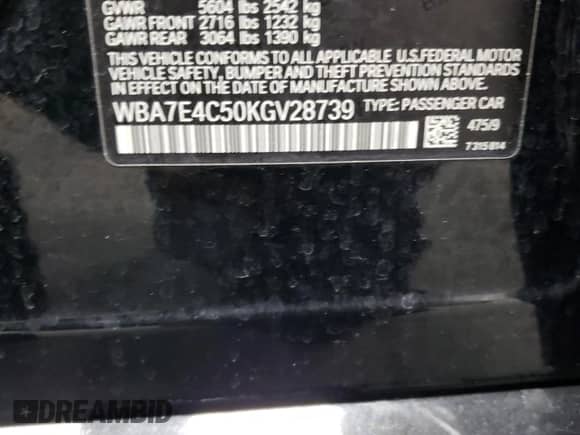 GVWR 5604 lbs 2542 kg
GAWR FRONT 2716 lbs 1232 kg
GAWR REAR 3064 lbs 1390 kg
THIS VEHICLE CONFORMS TO ALL APPLICABLE U.S.FEDERAL MOTOR
VEHICLE SAFETY, BUMPER AND THEFT PREVENTION STANDARDS
IN EFFECT ON THE DATE OF MANUFACTURE SHOWN ABOVE.
WBA7E4C50KGV28739 TYPE: PASSENGER CAR
475/9
7315814
DREAMBID